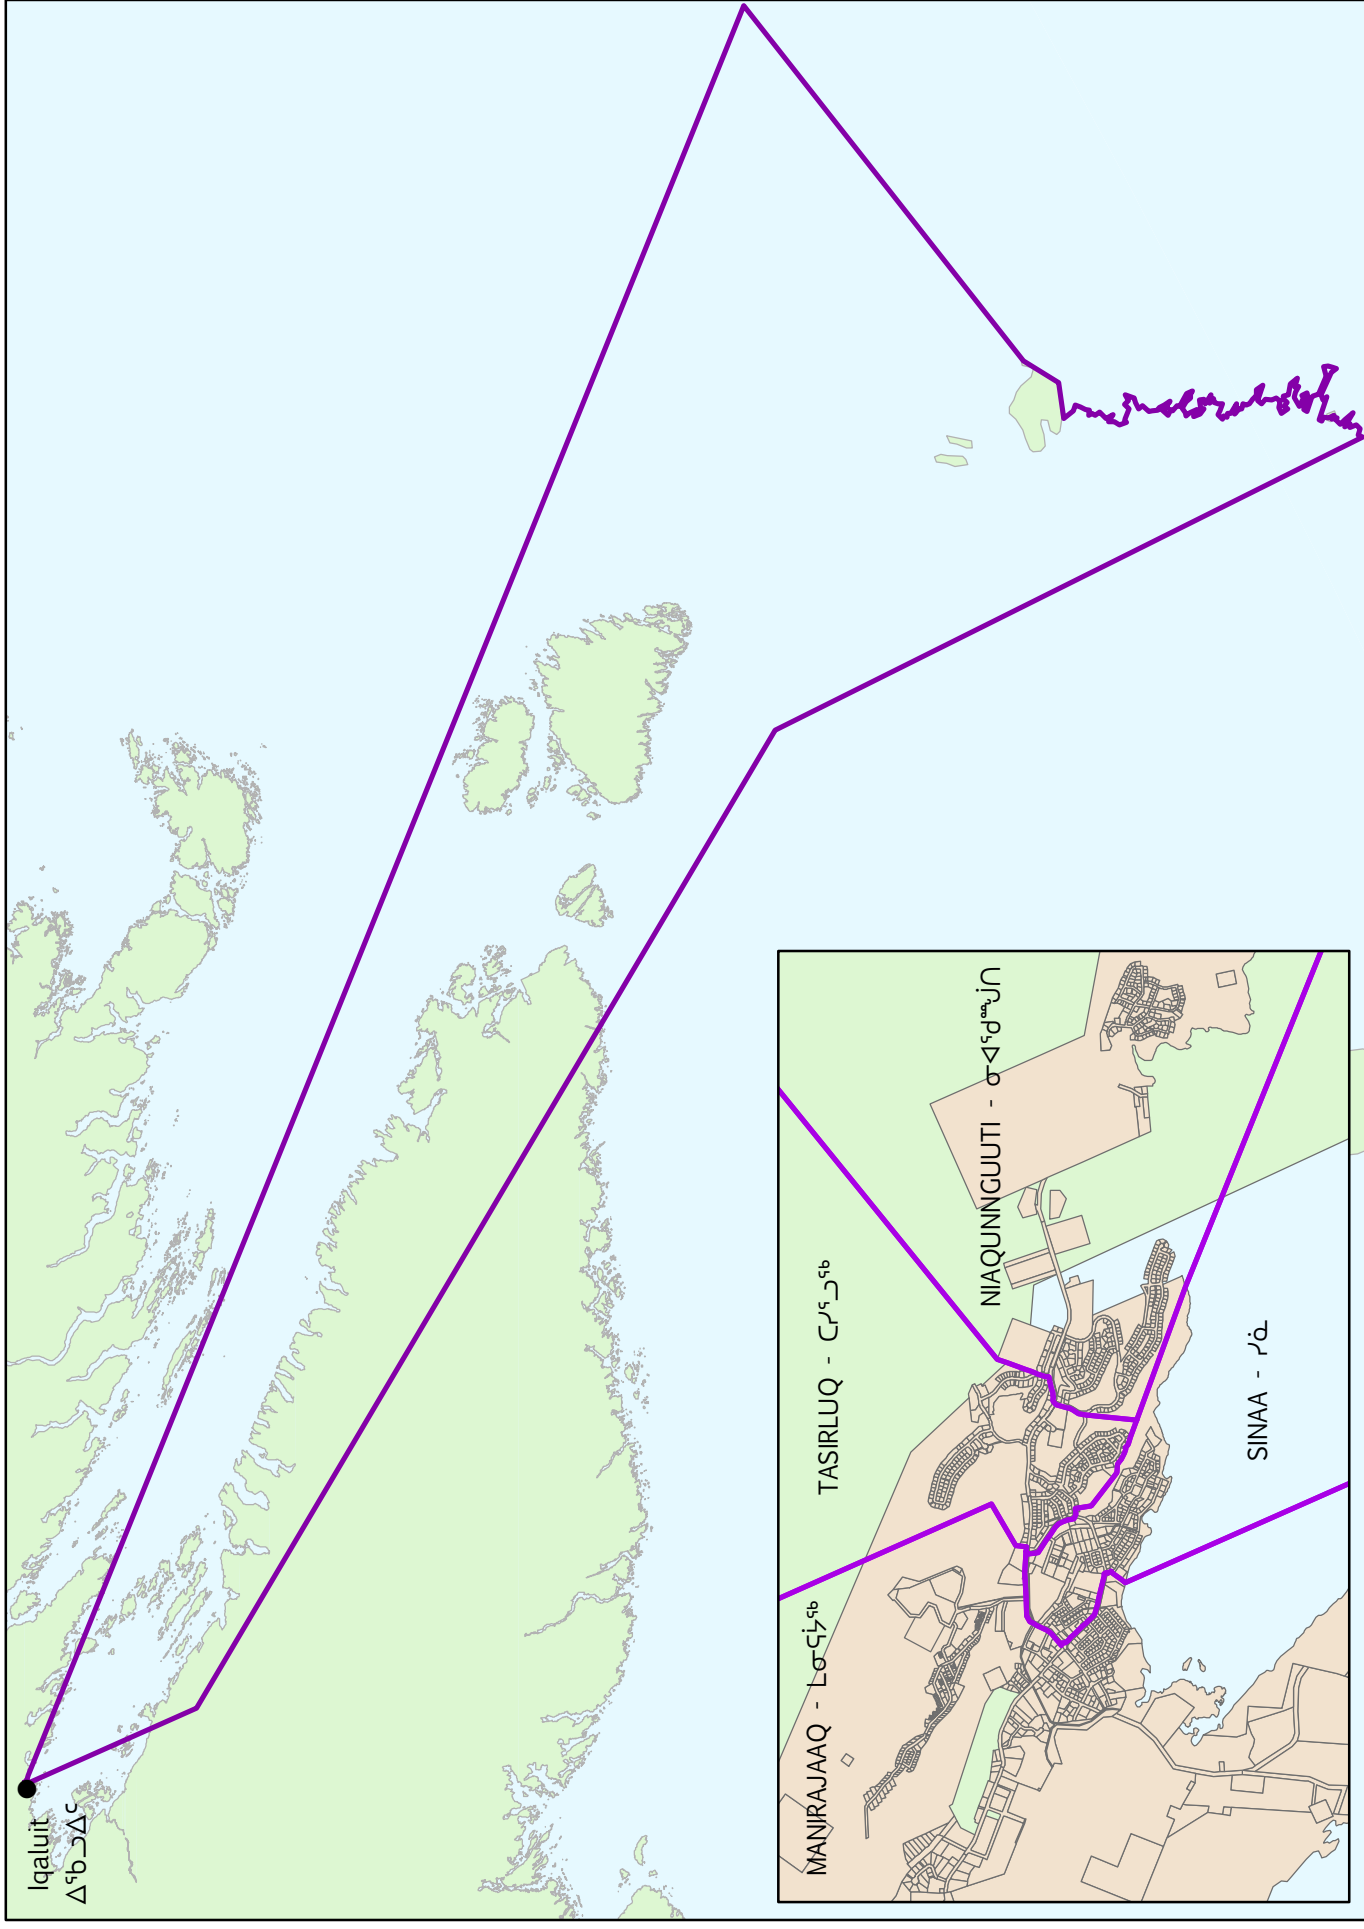 Iqaluit
ᐃᖃᓗᐃᑦ
MANIRAJAAQ - ᒪᓂᕋᔮᖅ
TASIRLUQ - ᑕᓯᕐᓗᖅ
NIAQUNNGUUTI - ᓂᐊᖁᙳᑎ
SINAA - ᓯᓈ